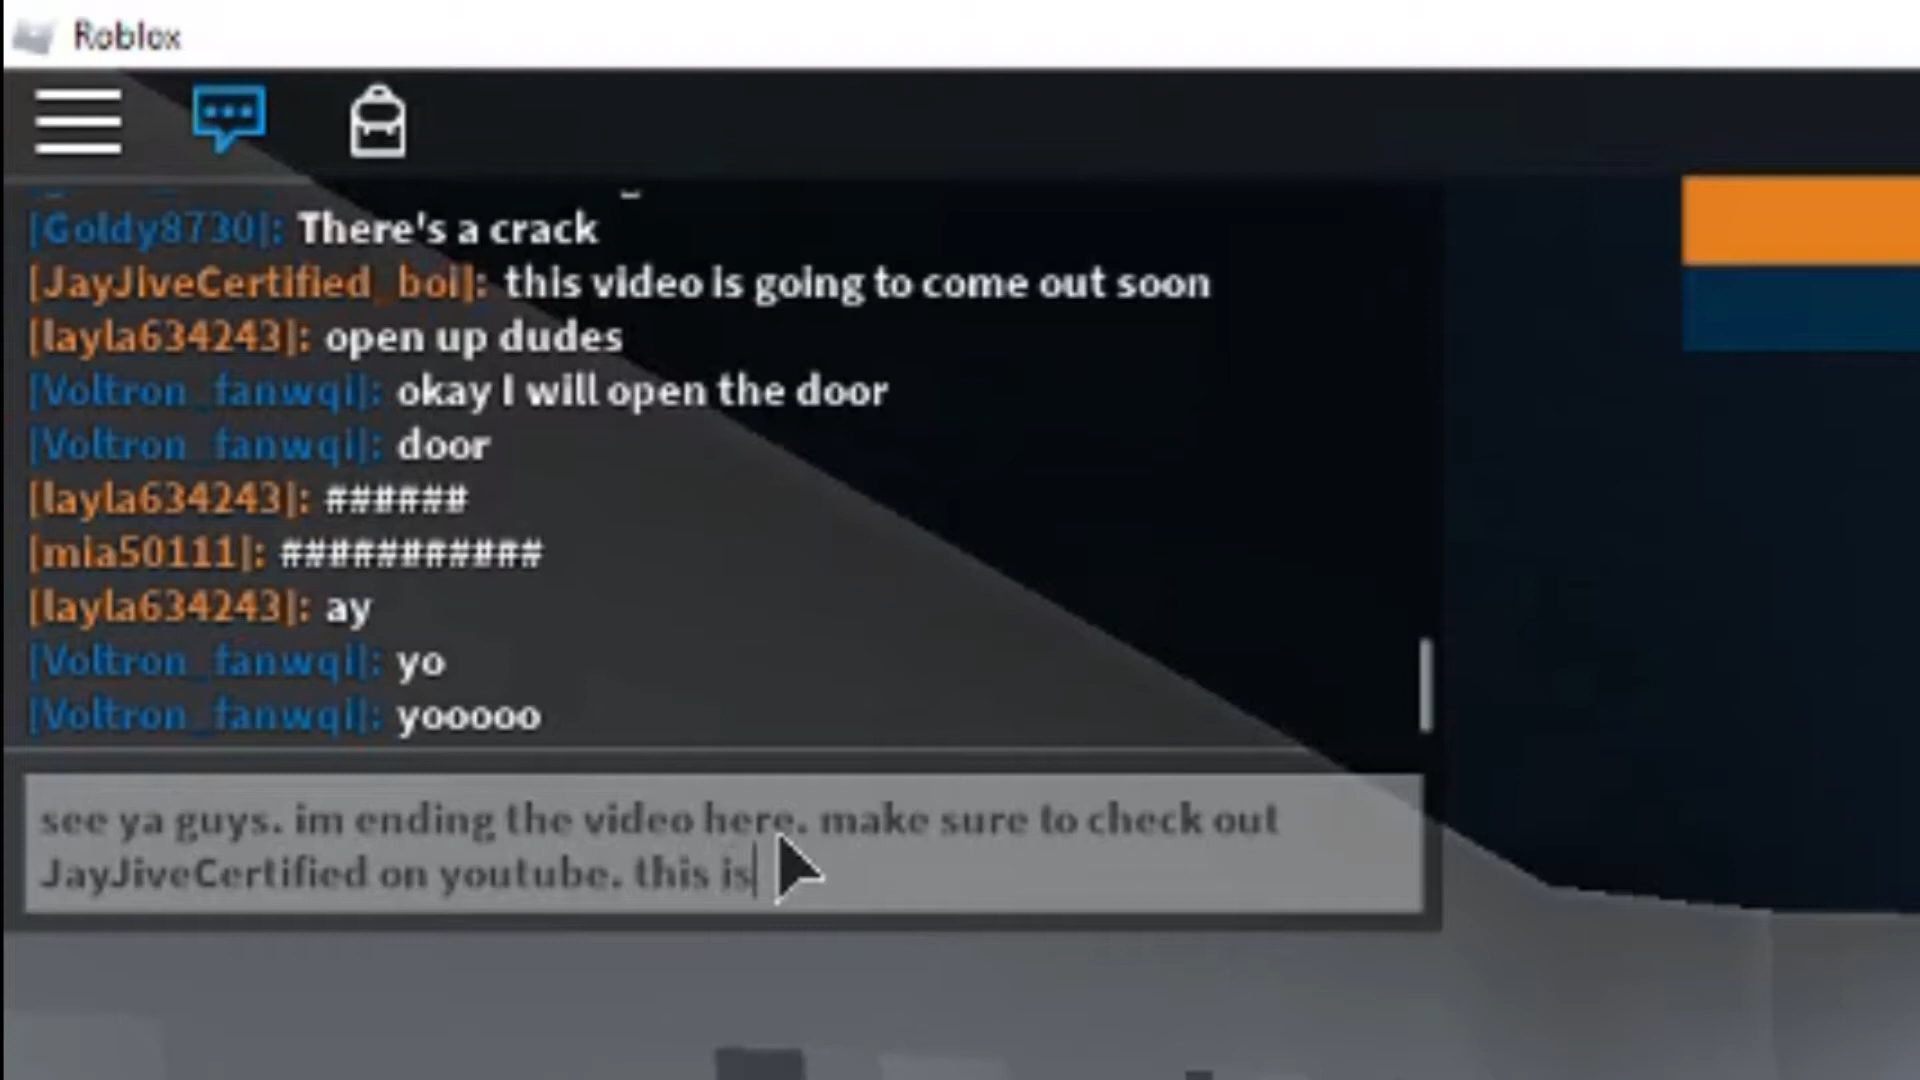 Roblox
[Goldy8730]: There's a crack
[JayJiveCertified_boi]: this video is going to come out soon
[layla634243]: open up dudes
[Voltron_fanwqi]: okay I will open the door
[Voltron_fanwqi]: door
[layla634243]: ######
[mia50111]: ###########
[layla634243]: ay
[Voltron_fanwqi]: yo
[Voltron_fanwqi]: yooooo
see ya guys. im ending the video here. make sure to check out
JayJiveCertified on youtube. this is